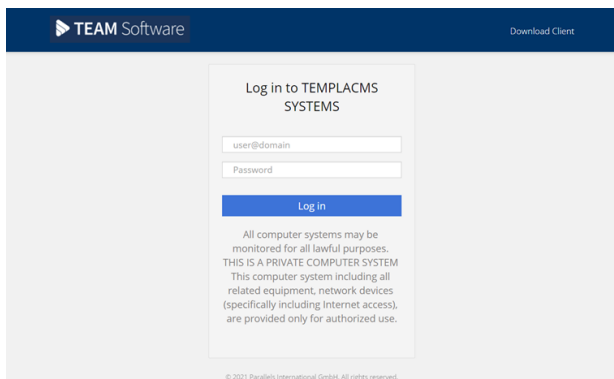 TEAM Software
Download Client
Log in to TEMPLACMS
SYSTEMS
user@domain
Password
Log in
All computer systems may be
monitored for all lawful purposes.
THIS IS A PRIVATE COMPUTER SYSTEM
This computer system including all
related equipment, network devices
(specifically including Internet access),
are provided only for authorized use.
© 2021 Parallels International GmbH. All rights reserved.